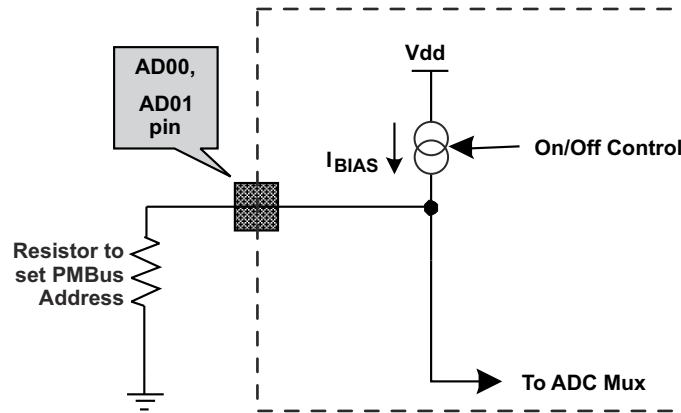 AD00,
AD01
pin
Vdd
IBIAS
On/Off Control
Resistor to
set PMBus
Address
To ADC Mux